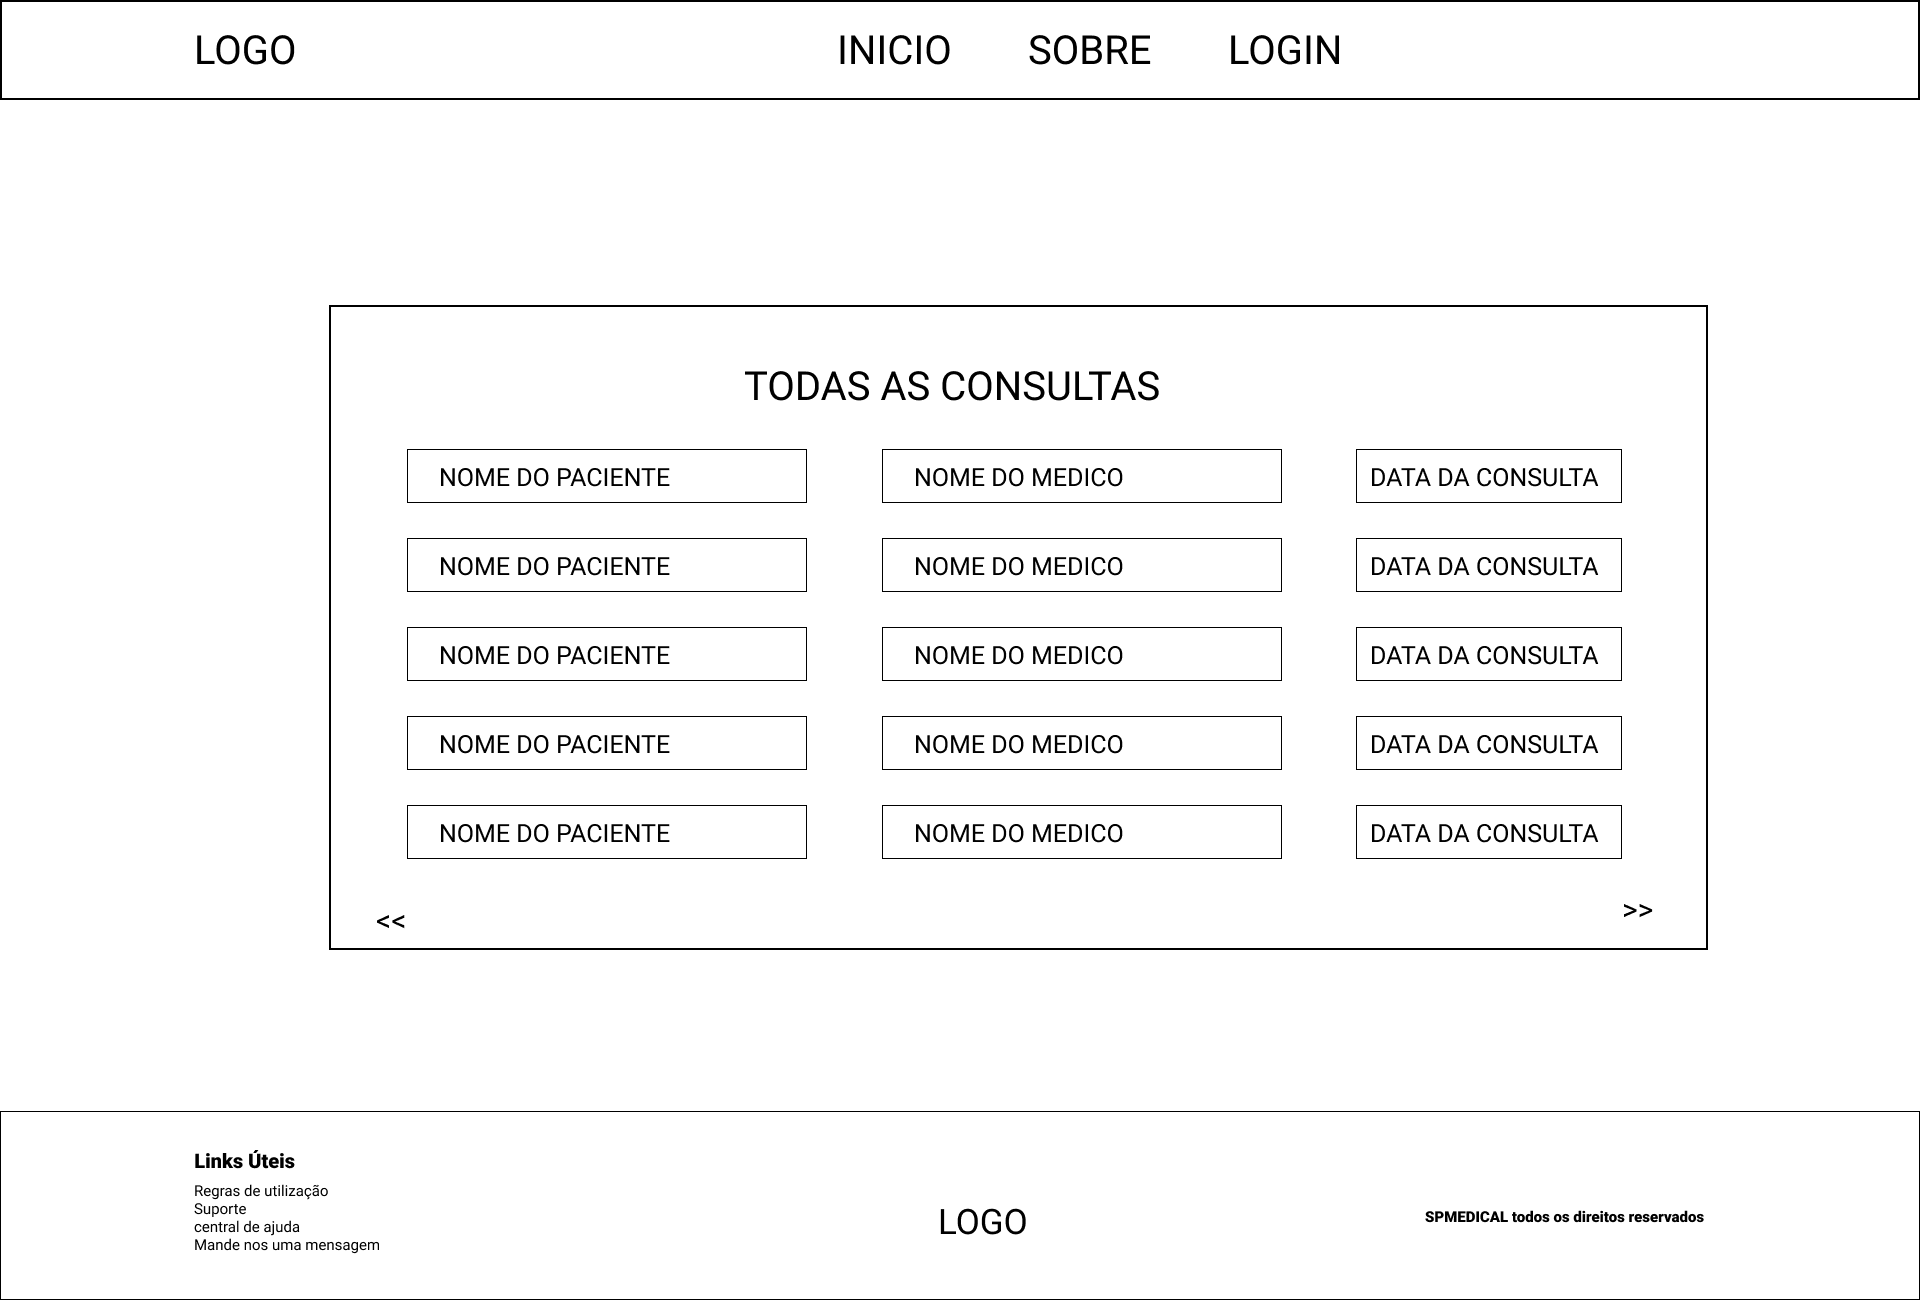 LOGO INICIO SOBRE LOGIN
TODAS AS CONSULTAS
NOME DO PACIENTE NOME DO MEDICO DATA DA CONSULTA
NOME DO PACIENTE NOME DO MEDICO DATA DA CONSULTA
NOME DO PACIENTE NOME DO MEDICO DATA DA CONSULTA
NOME DO PACIENTE NOME DO MEDICO DATA DA CONSULTA
NOME DO PACIENTE NOME DO MEDICO DATA DA CONSULTA
<< >>
Links Úteis
Regras de utilização
Suporte
central de ajuda
Mande nos uma mensagem
LOGO
SPMEDICAL todos os direitos reservados